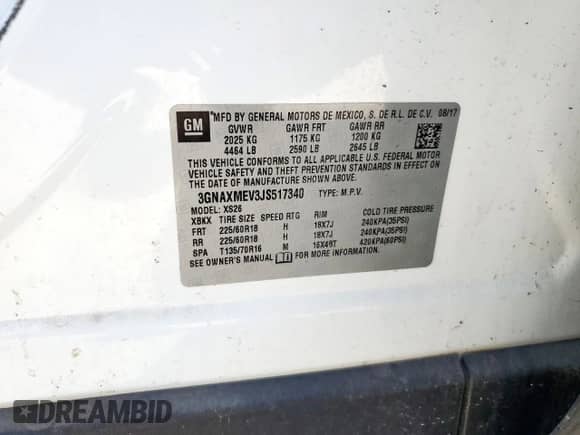 GM
*MFD BY GENERAL MOTORS DE MEXICO, S. DE R.L. DE C.V. 08/17
GVWR GAWR FRT GAWR RR
2025 KG 1175 KG 1200 KG
4464 LB 2590 LB 2645 LB
THIS VEHICLE CONFORMS TO ALL APPLICABLE U.S. FEDERAL MOTOR
VEHICLE SAFETY AND THEFT PREVENTION STANDARDS IN EFFECT ON
THE DATE OF MANUFACTURE SHOWN ABOVE.
3GNAXMEV3JS517340 TYPE: M.P.V.
MODEL: XS26
XBKX TIRE SIZE SPEED RTG RIM COLD TIRE PRESSURE
FRT 225/60R18 H 18X7J 240KPA(35PSI)
RR 225/60R18 H 18X7J 240KPA(35PSI)
SPA T135/70R16 M 16X4BT 420KPA(60PSI)
SEE OWNER'S MANUAL FOR MORE INFORMATION.
DREAMBID